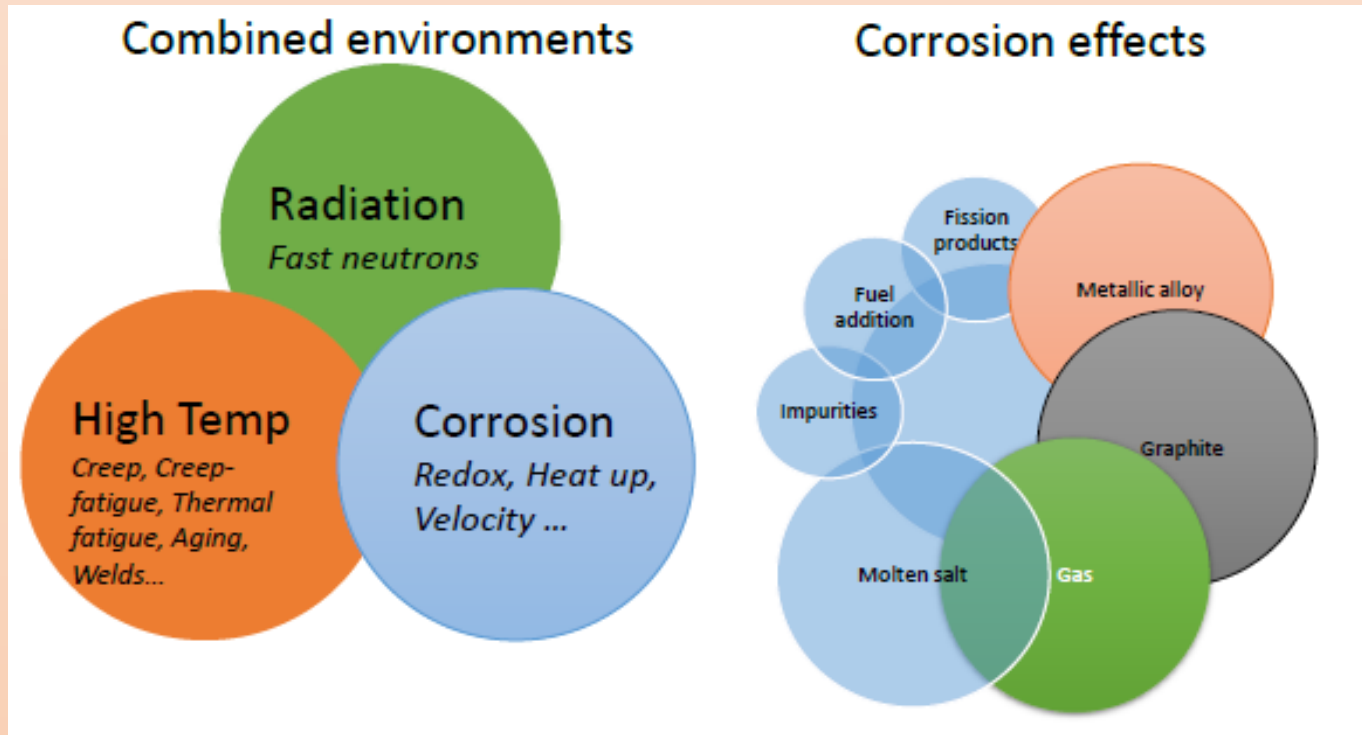 Combined environments
Radiation
Fast neutrons
High Temp
Creep, Creep-
fatigue, Thermal
fatigue, Aging,
Welds...
Corrosion
Redox, Heat up,
Velocity ...
Corrosion effects
Fission
products
Fuel
addition
Impurities
Molten salt
Metallic alloy
Graphite
Gas